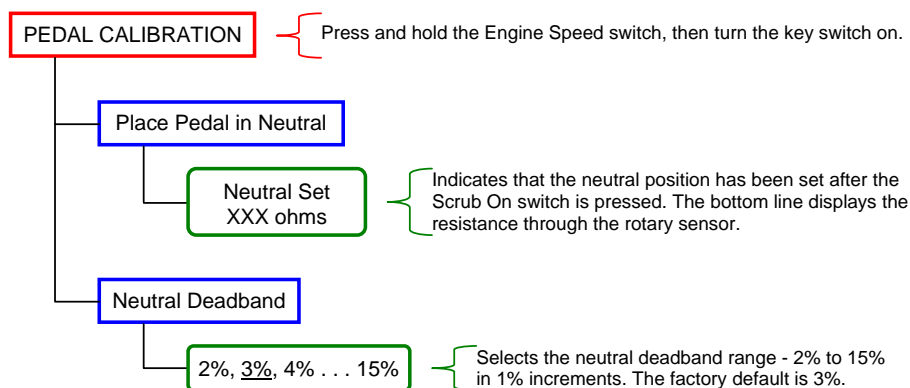 PEDAL CALIBRATION
Press and hold the Engine Speed switch, then turn the key switch on.
Place Pedal in Neutral
Neutral Set
XXX ohms
Indicates that the neutral position has been set after the
Scrub On switch is pressed. The bottom line displays the
resistance through the rotary sensor.
Neutral Deadband
2%, 3%, 4% . . . 15%
Selects the neutral deadband range - 2% to 15%
in 1% increments. The factory default is 3%.